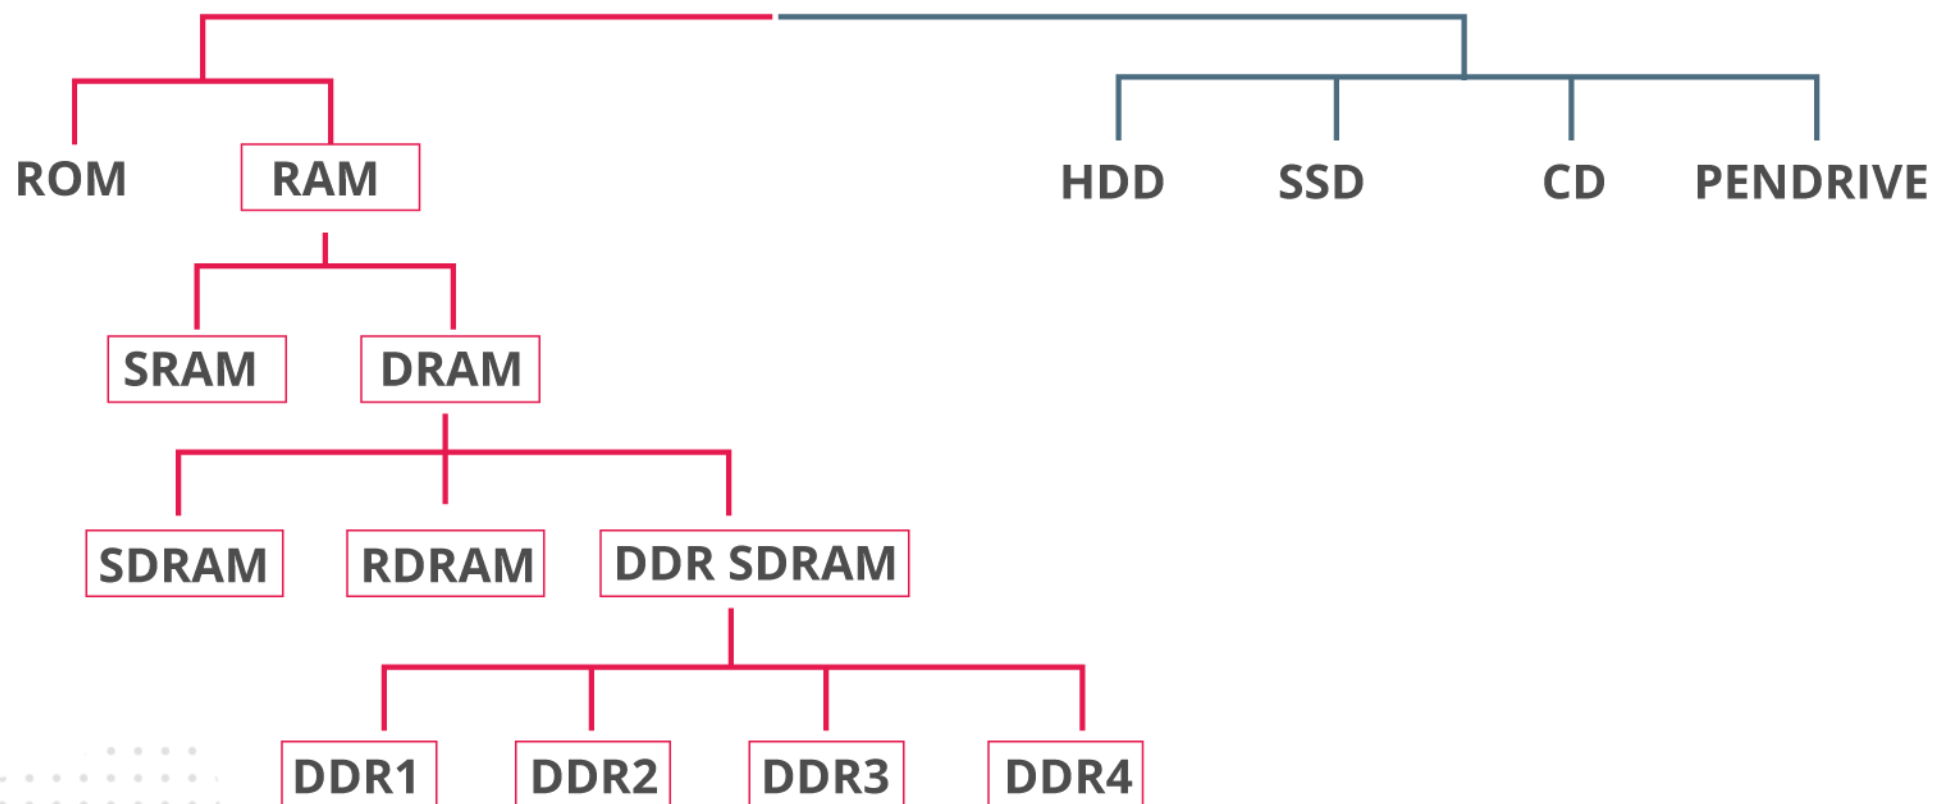 ROM
RAM
HDD
SSD
CD
PENDRIVE
SRAM
DRAM
SDRAM
RDRAM
DDR SDRAM
DDR1
DDR2
DDR3
DDR4